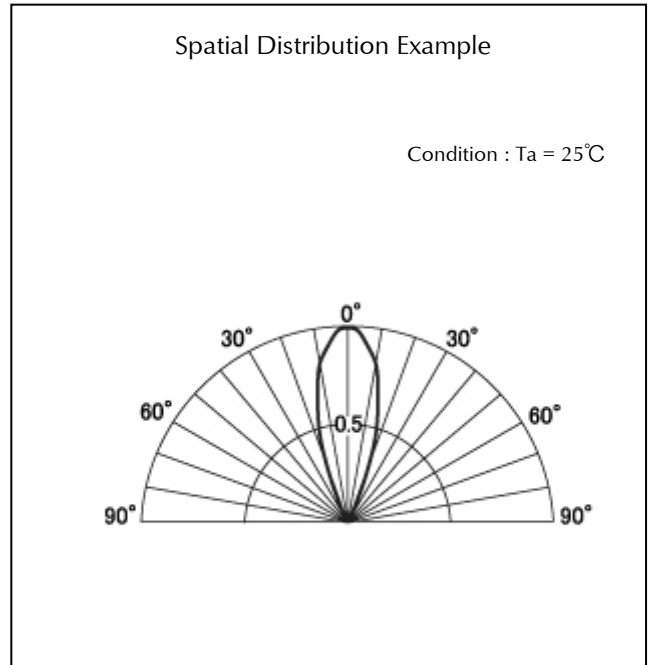 Spatial Distribution Example
Condition : Ta = 25℃
0°
30° 30°
60° 60°
0.5
90° 90°